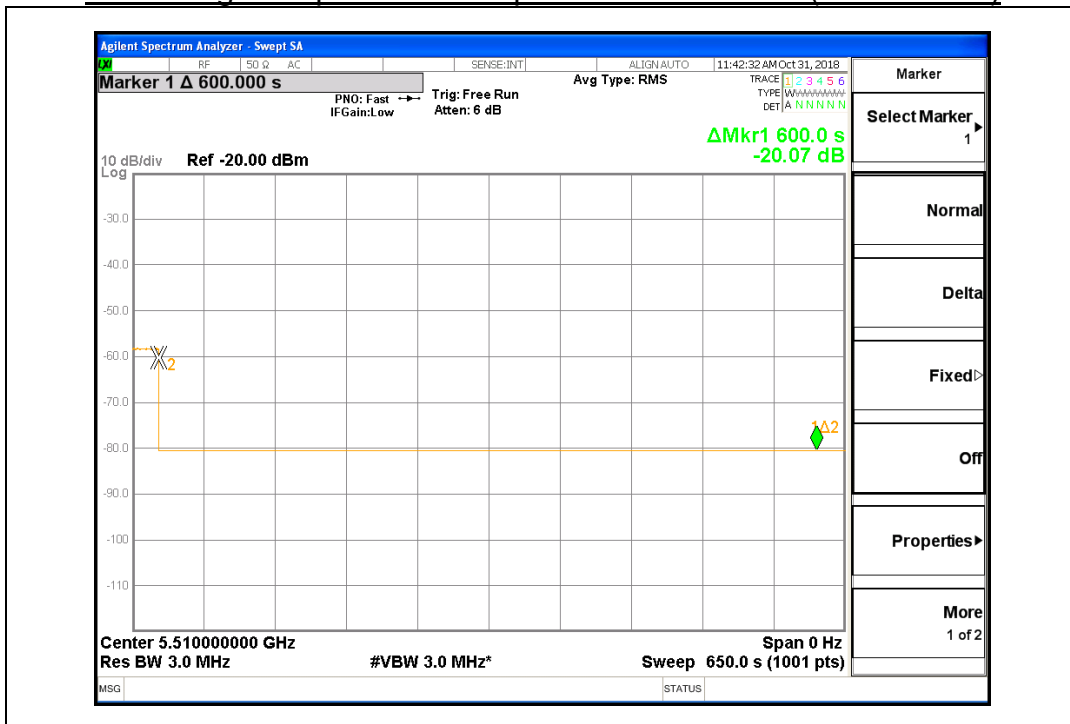 Agilent Spectrum Analyzer - Swept SA
LXI RF 50 Ω AC SENSE:INT ALIGN AUTO 11:42:32 AM Oct 31, 2018
Marker 1 Δ 600.000 s
PNO: Fast
IFGain:Low
Trig: Free Run
Atten: 6 dB
Avg Type: RMS
TRACE 1 2 3 4 5 6
TYPE
DET A N N N N N
ΔMkr1 600.0 s
-20.07 dB
10 dB/div Ref -20.00 dBm
Log
-30.0
-40.0
-50.0
-60.0
2
-70.0
1Δ2
-80.0
-90.0
-100
-110
Center 5.510000000 GHz Span 0 Hz
Res BW 3.0 MHz #VBW 3.0 MHz* Sweep 650.0 s (1001 pts)
MSG STATUS
Marker
Select Marker
1
Normal
Delta
Fixed
Off
Properties
More
1 of 2